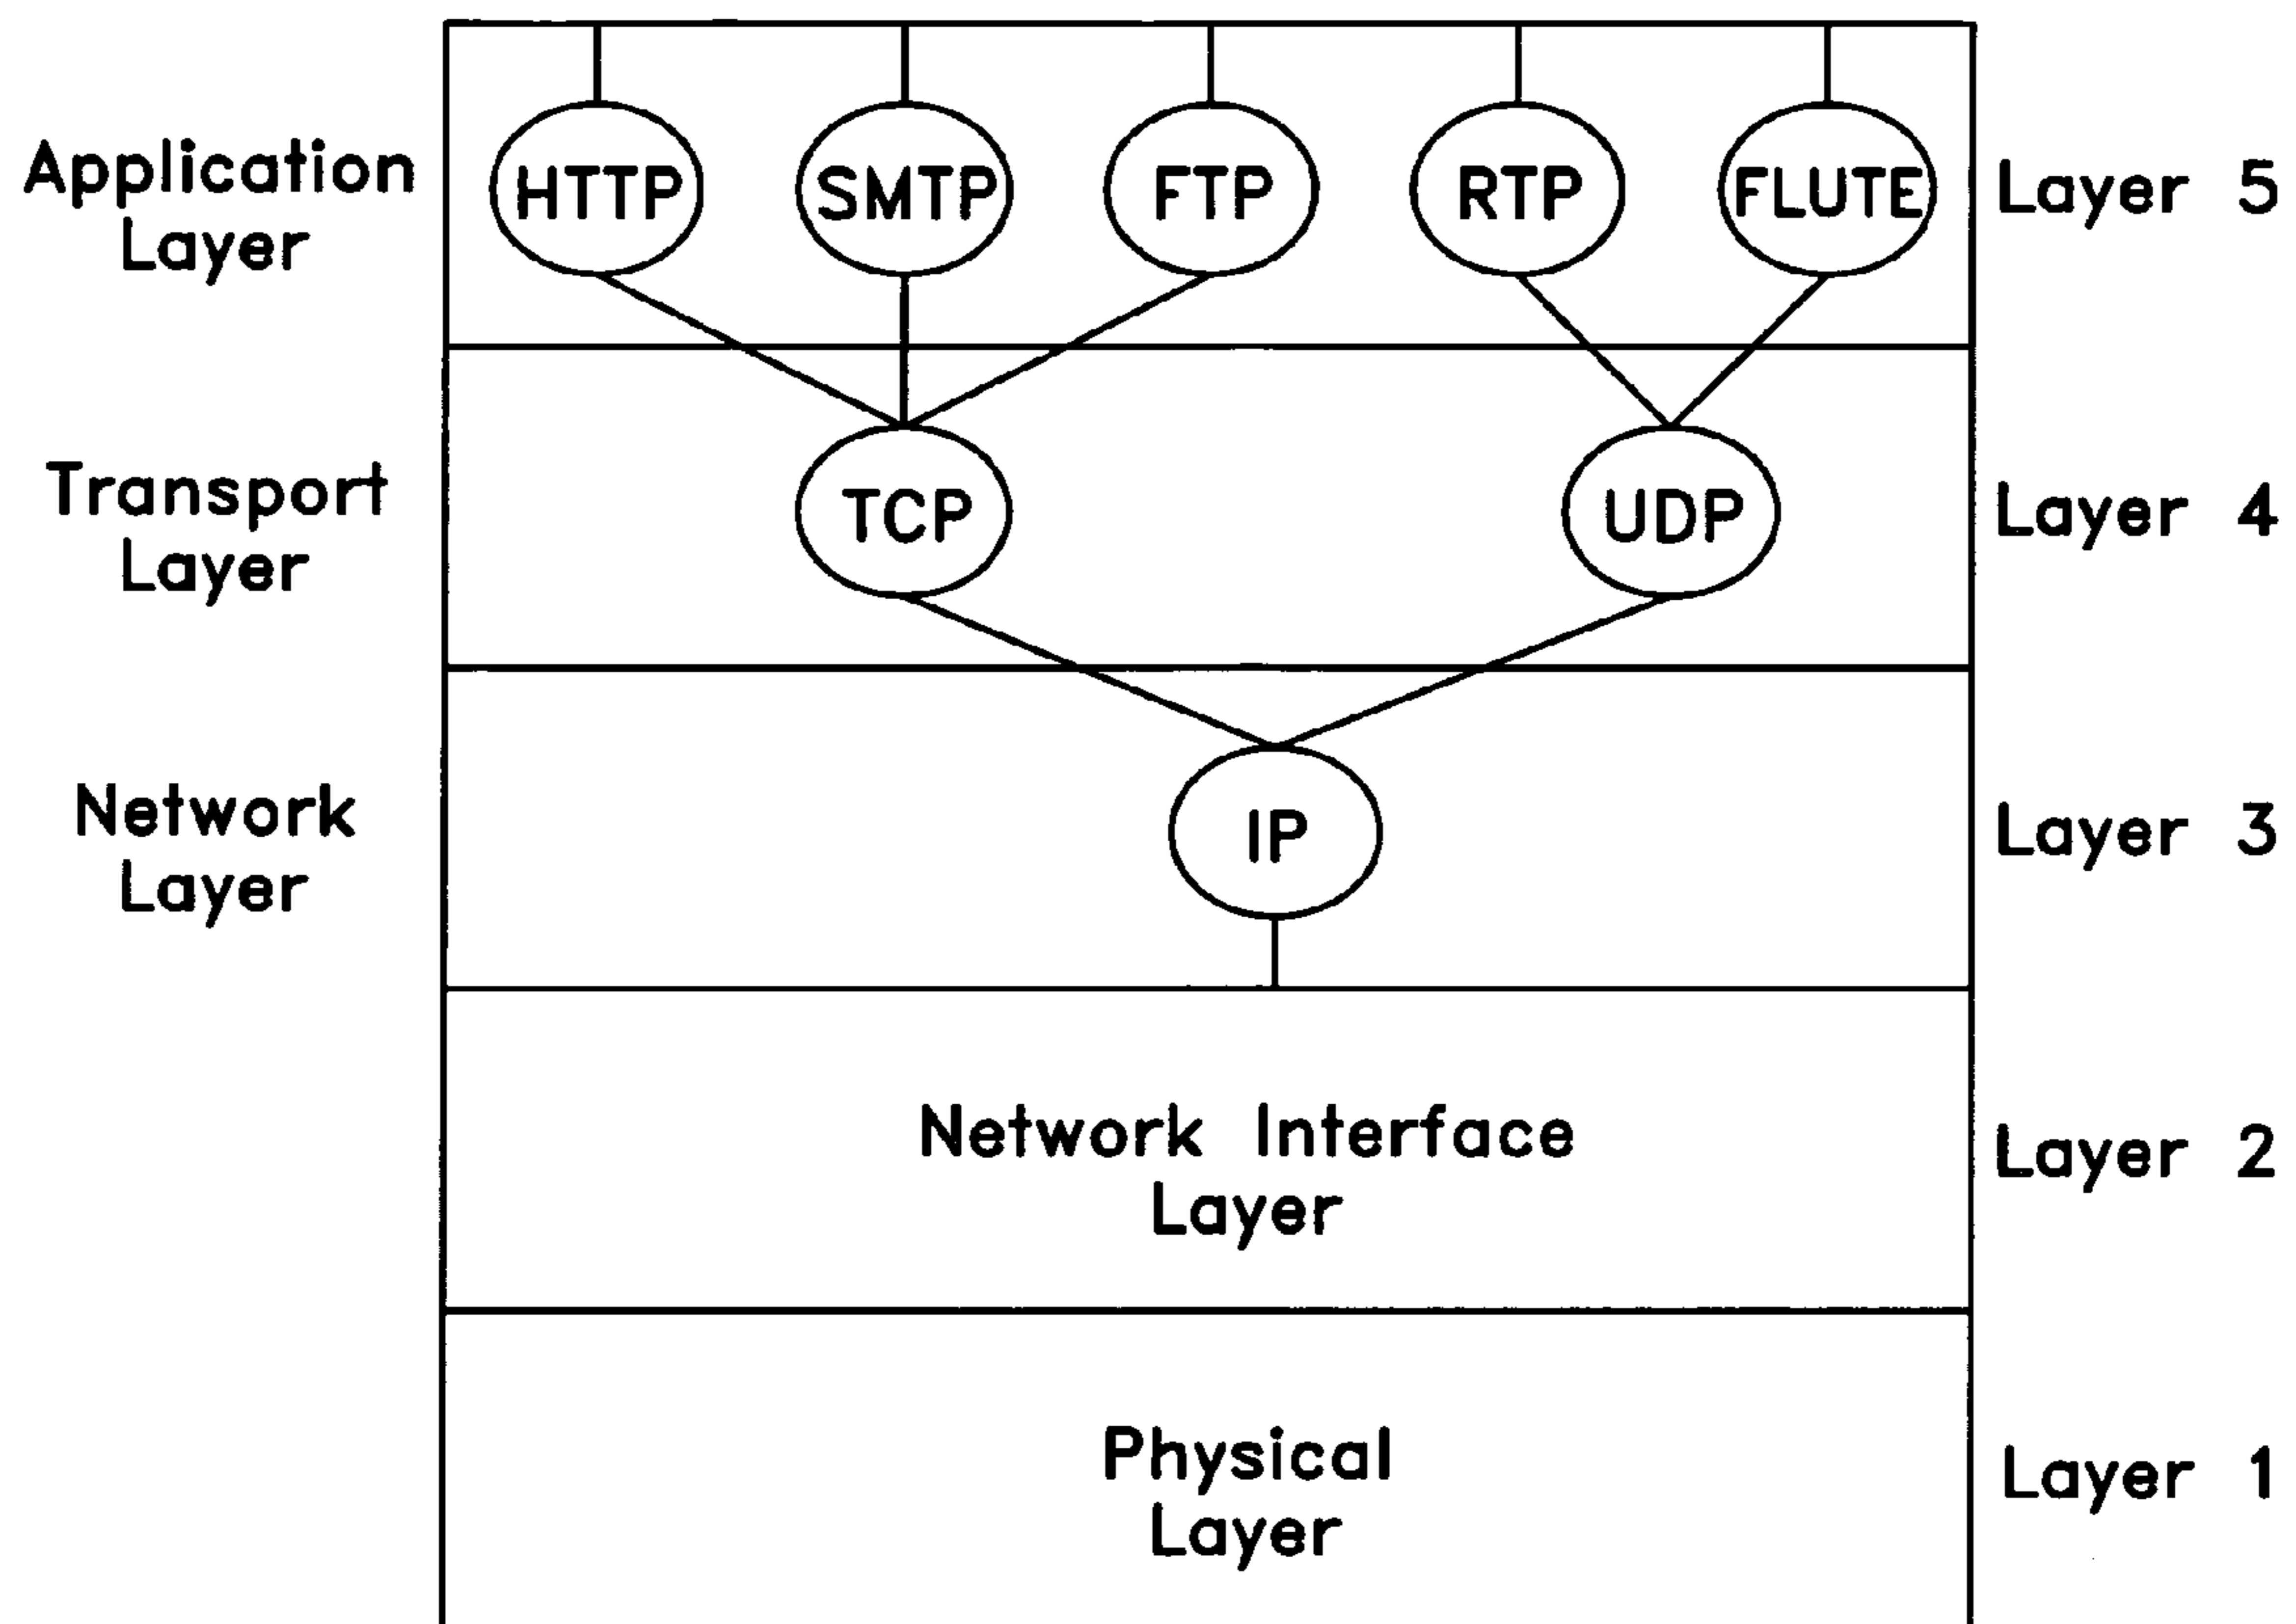 HTTP SMTP FTP RTP FLUTE
Application
Layer
Layer 5
TCP UDP
Transport
Layer
Layer 4
IP
Network
Layer
Layer 3
Network Interface
Layer
Layer 2
Physical
Layer
Layer 1